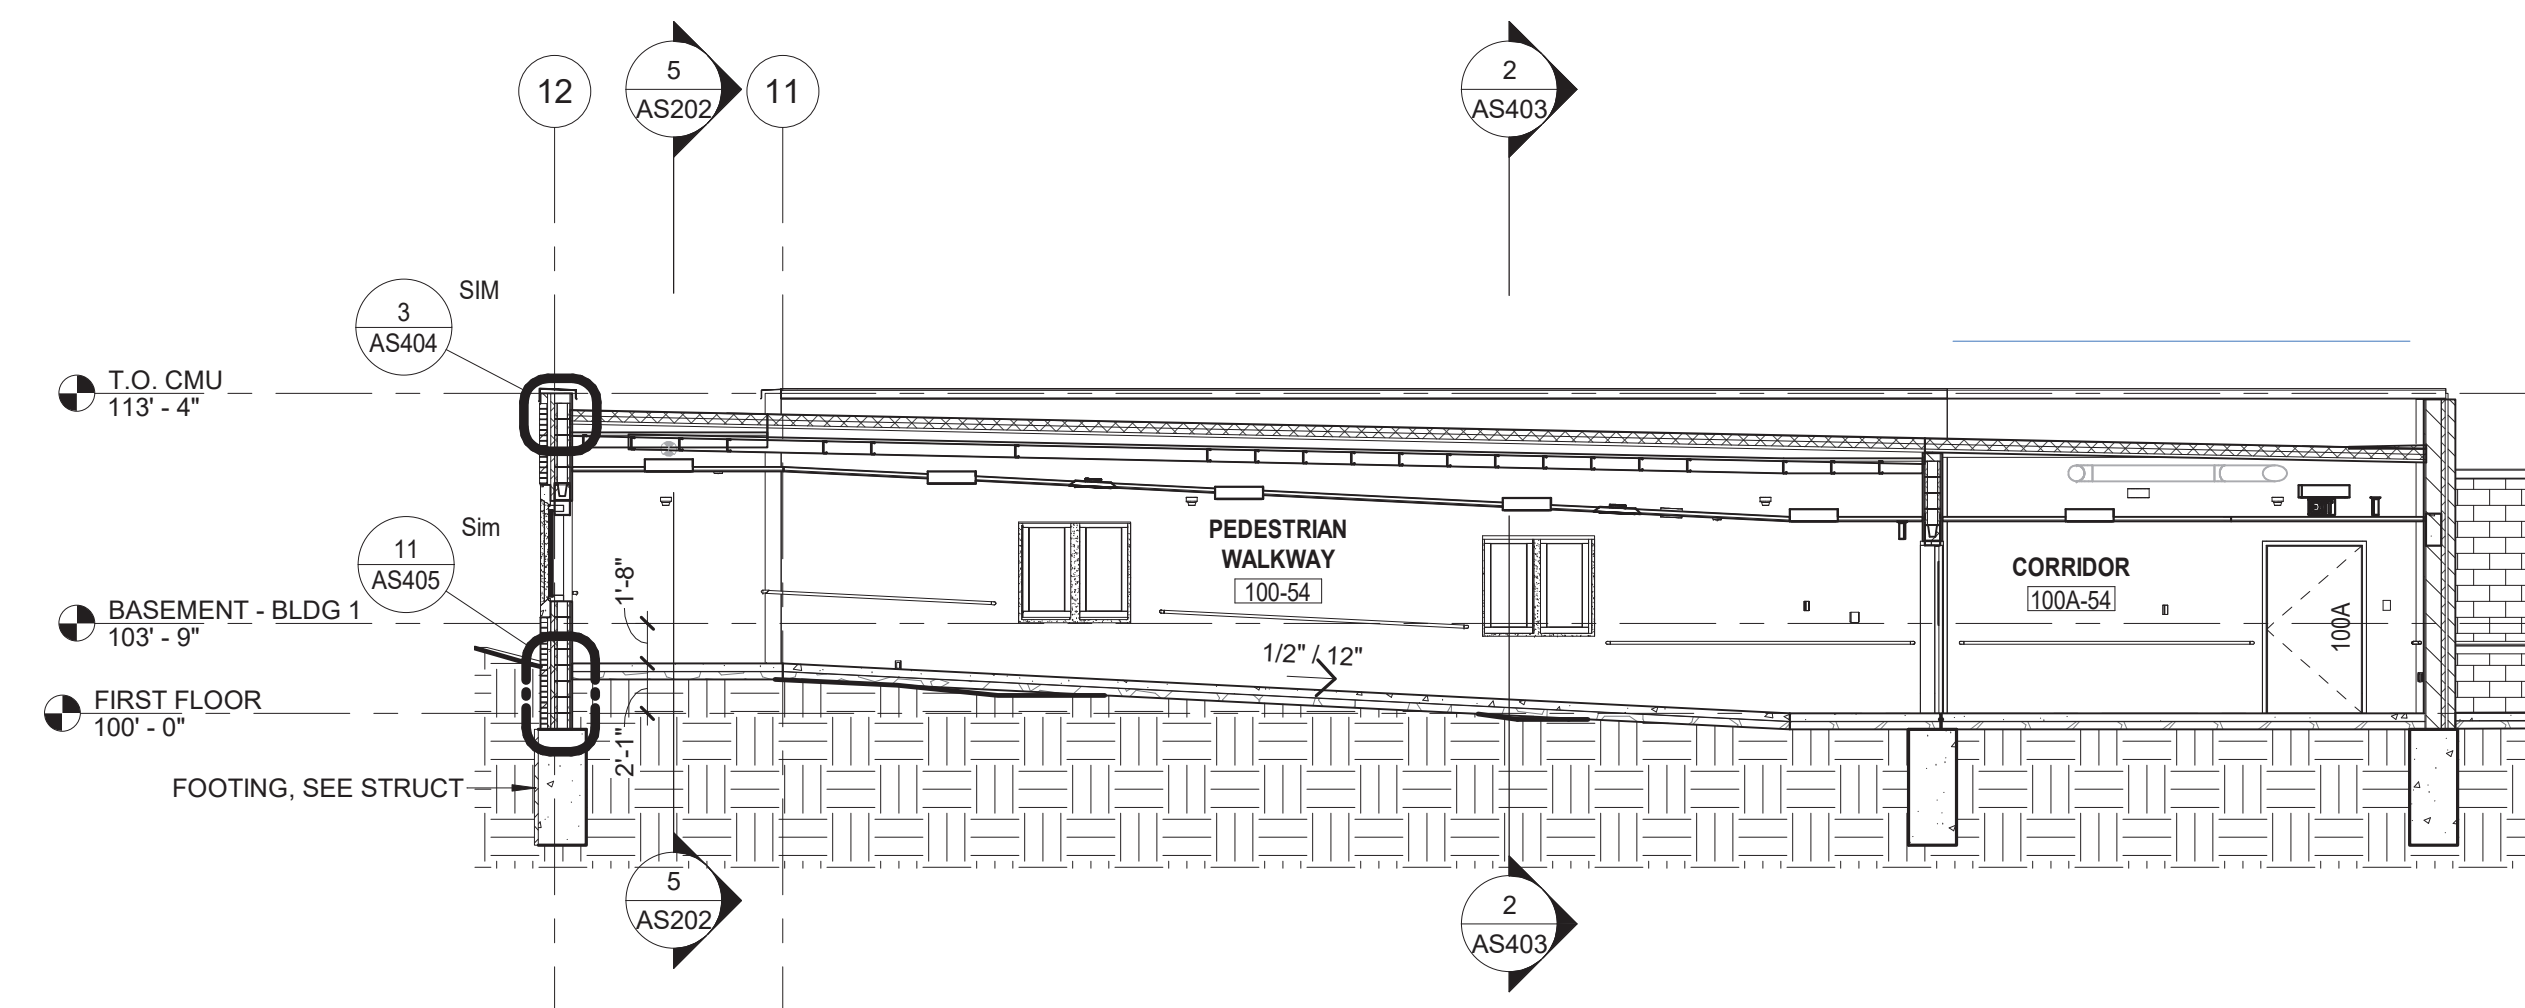 12
5
AS202
11
2
AS403
3
AS404
SIM
T.O. CMU
113' - 4"
11
AS405
Sim
BASEMENT - BLDG 1
103' - 9"
FIRST FLOOR
100' - 0"
FOOTING, SEE STRUCT
1'-8"
2'-1"
PEDESTRIAN
WALKWAY
100-54
1/2" / 12"
CORRIDOR
100A-54
100A
5
AS202
2
AS403